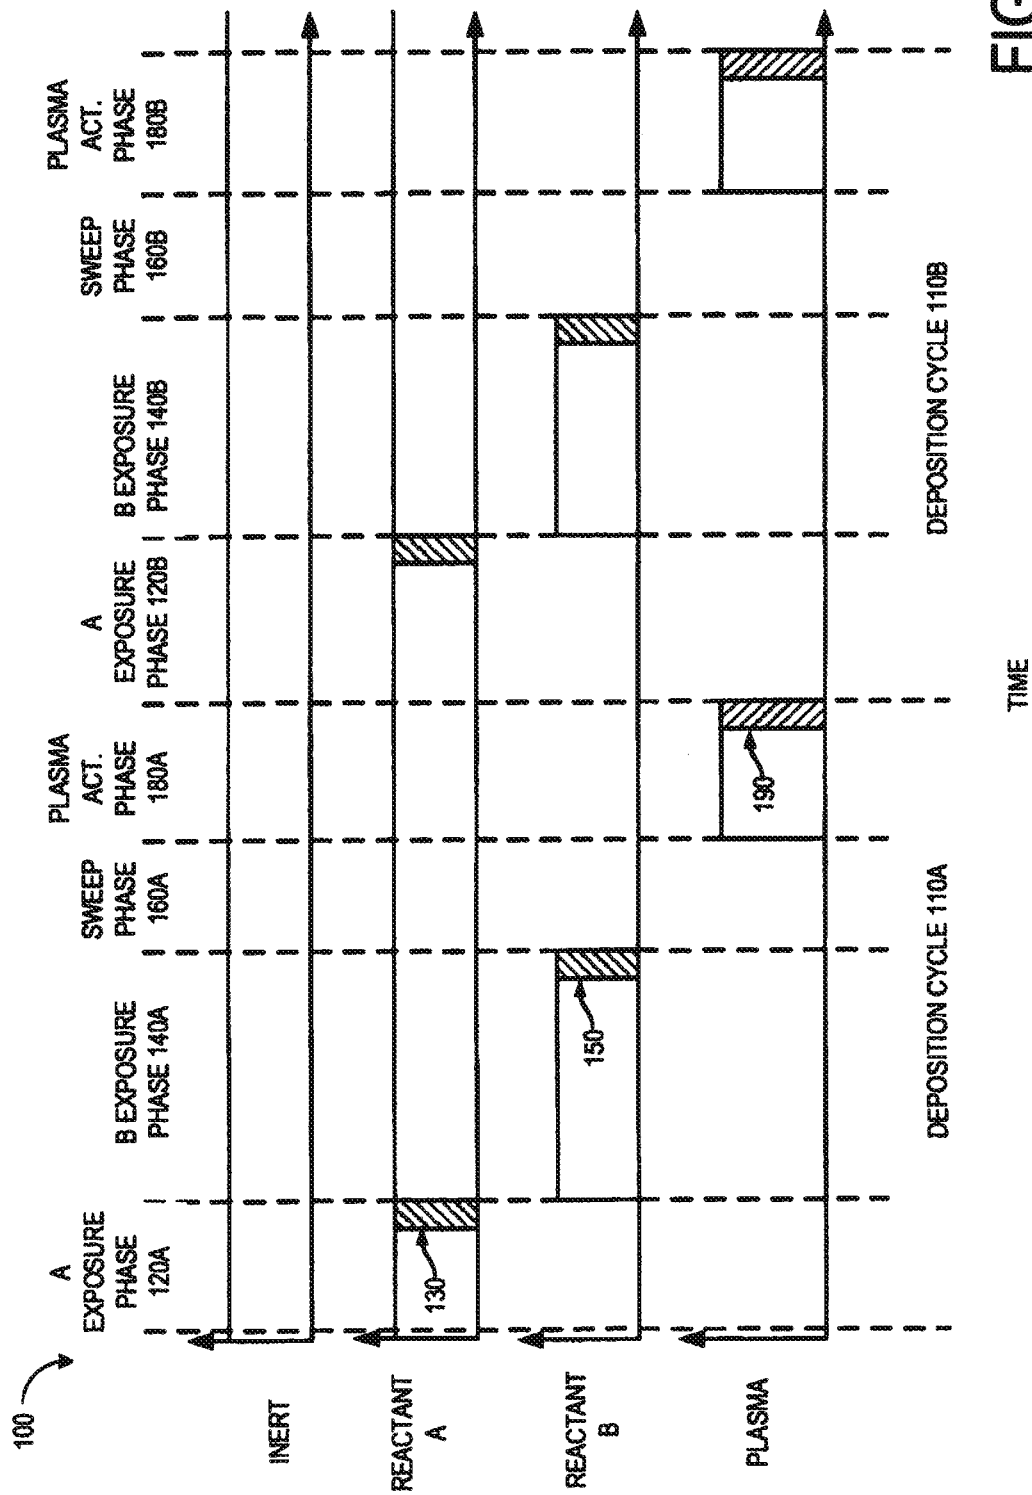 100
A
EXPOSURE
PHASE
120A
B EXPOSURE
PHASE 140A
SWEEP
PHASE
160A
PLASMA
ACT.
PHASE
180A
A
EXPOSURE
PHASE 120B
B EXPOSURE
PHASE 140B
SWEEP
PHASE
160B
PLASMA
ACT.
PHASE
180B
INERT
REACTANT
A
130
REACTANT
B
150
PLASMA
190
DEPOSITION CYCLE 110A
DEPOSITION CYCLE 110B
TIME
FIG